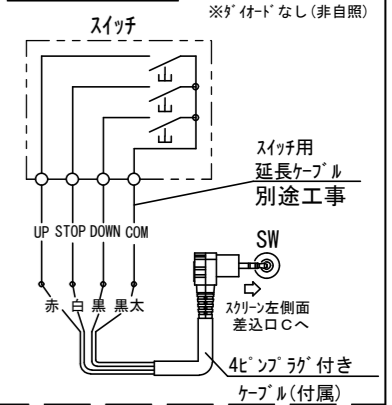 ※ﾀﾞｲｵｰﾄﾞなし(非自照)
スイッチ
スイッチ用
延長ｹｰﾌﾞﾙ
別途工事
UP STOP DOWN COM
SW
赤 白 黒 黒太
ｽｸﾘｰﾝ左側面
差込口Cへ
4ﾋﾟﾝﾌﾟﾗｸﾞ付き
ｹｰﾌﾞﾙ(付属)